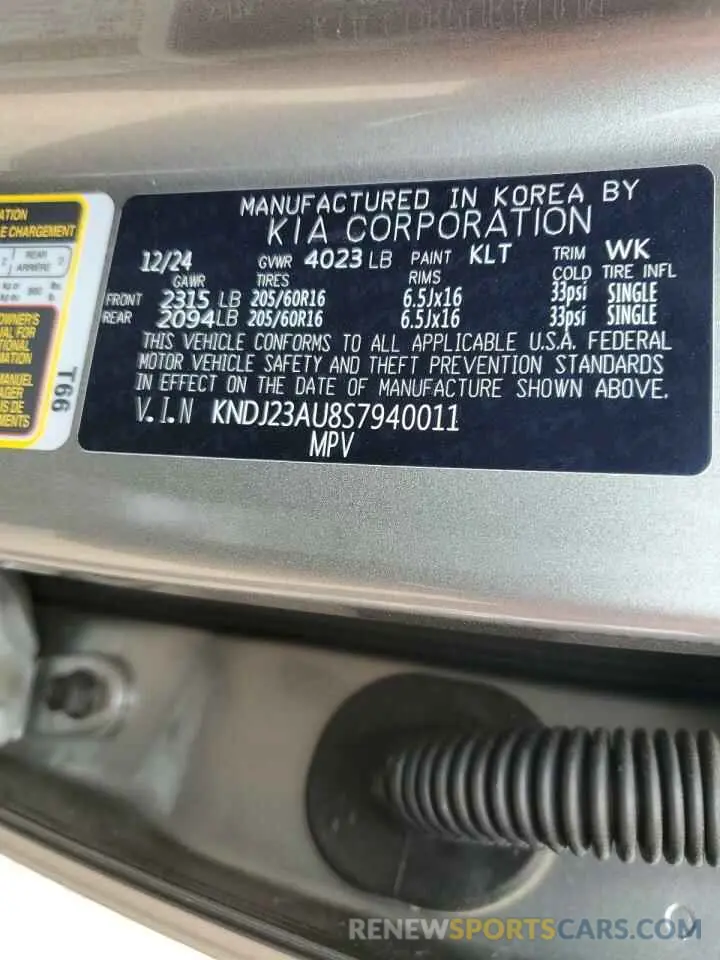 MANUFACTURED IN KOREA BY
KIA CORPORATION
12/24 GVWR 4023 LB PAINT KLT TRIM WK
GAWR TIRES RIMS COLD TIRE INFL
FRONT 2315 LB 205/60R16 6.5Jx16 33psi SINGLE
REAR 2094 LB 205/60R16 6.5Jx16 33psi SINGLE
THIS VEHICLE CONFORMS TO ALL APPLICABLE U.S.A. FEDERAL
MOTOR VEHICLE SAFETY AND THEFT PREVENTION STANDARDS
IN EFFECT ON THE DATE OF MANUFACTURE SHOWN ABOVE.
V.I.N KNDJ23AU8S7940011
MPV
CHARGEMENT
REAR
ARRIÈRE
T66
RENEWSPORTSCARS.COM